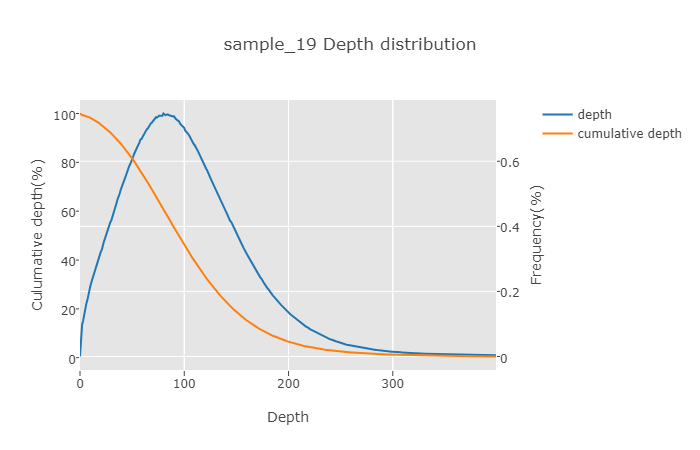 sample_19 Depth distribution
depth
cumulative depth
Culumative depth(%)
100
80
60
40
20
0
Frequency(%)
0.6
0.4
0.2
0
0
100
200
300
Depth